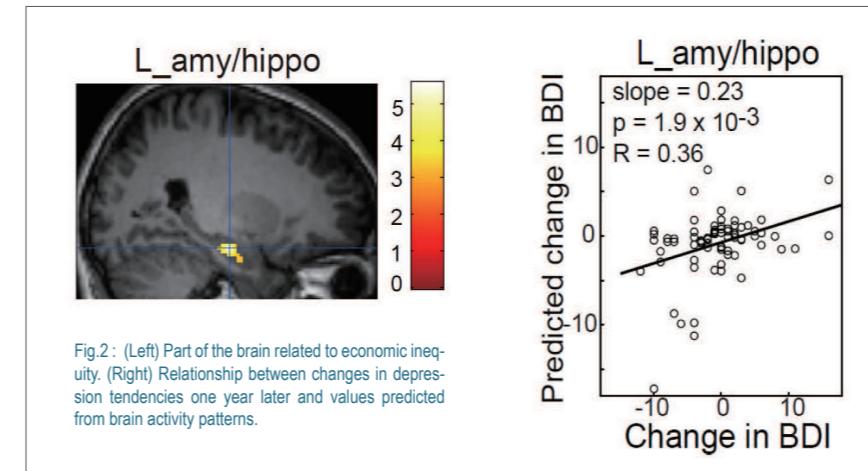 L_amy/hippo
5
4
3
2
1
0
Fig.2 : (Left) Part of the brain related to economic ineq-
uity. (Right) Relationship between changes in depres-
sion tendencies one year later and values predicted
from brain activity patterns.
L_amy/hippo
slope = 0.23
p = 1.9 x 10-3
R = 0.36
Predicted change in BDI
10
0
-10
-10 0 10
Change in BDI